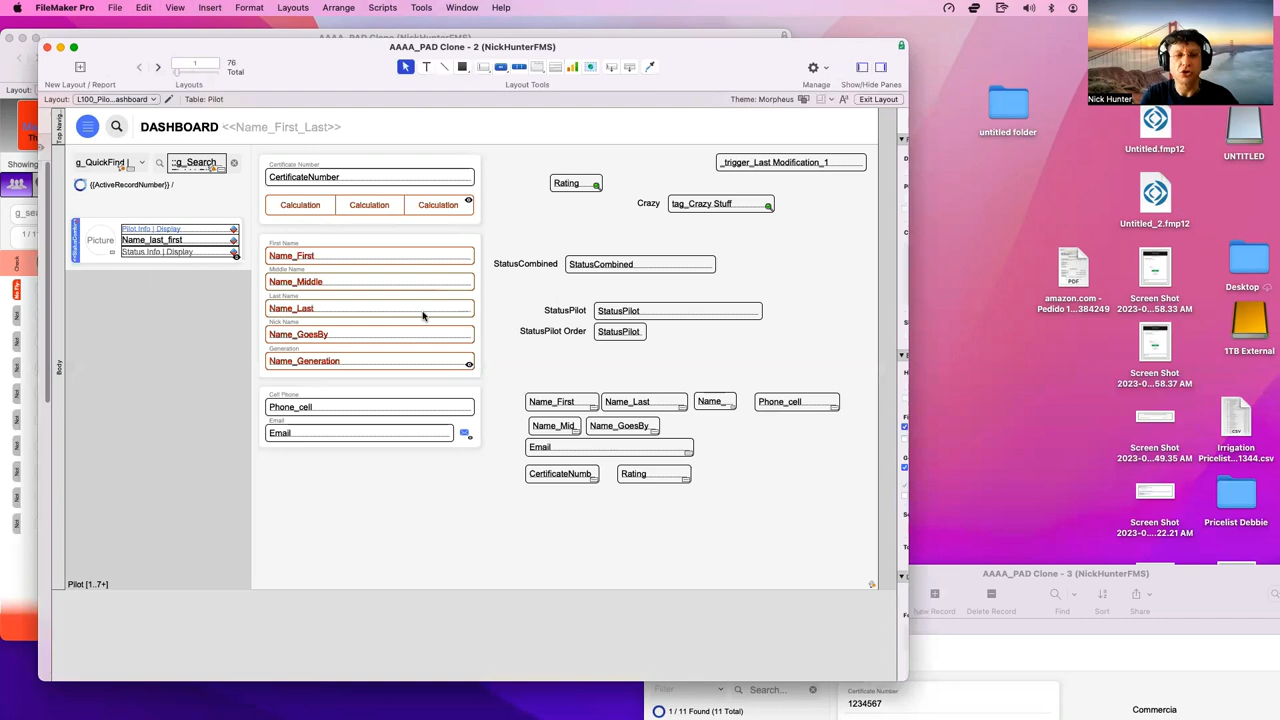 FileMaker Pro File Edit View Insert Format Layouts Arrange Scripts Tools Window Help
AAAA_PAD Clone - 2 (NickHunterFMS)
1
76
Total
New Layout / Report
Layouts
Layout Tools
Manage
Show/Hide Panes
Layout: L100_Pilo...ashboard
Table: Pilot
Theme: Morpheus
Exit Layout
Top Navig.
DASHBOARD <<Name_First_Last>>
g_QuickFind |
::g_Search
{{ActiveRecordNumber}} /
Picture
Pilot Info | Display
Name_last_first
Status Info | Display
Body
Pilot [1..7+]
Certificate Number
CertificateNumber
Calculation Calculation Calculation
First Name
Name_First
Middle Name
Name_Middle
Last Name
Name_Last
Nick Name
Name_GoesBy
Generation
Name_Generation
Cell Phone
Phone_cell
Email
Email
_trigger_Last Modification_1
Rating
Crazy tag_Crazy Stuff
StatusCombined StatusCombined
StatusPilot StatusPilot
StatusPilot Order StatusPilot
Name_First Name_Last Name_ Phone_cell
Name_Mid Name_GoesBy
Email
CertificateNumb Rating
Nick Hunter
untitled folder
Untitled.fmp12
UNTITLED
Untitled_2.fmp12
PDF
amazon.com -
Pedido 1...384249
Screen Shot
2023-0...58.33 AM
Desktop
Screen Shot
2023-0...58.37 AM
1TB External
Screen Shot
2023-0...49.35 AM
CSV
Irrigation
Pricelist...1344.csv
Screen Shot
2023-0...22.21 AM
Pricelist Debbie
AAAA_PAD Clone - 3 (NickHunterFMS)
New Record Delete Record Find Sort Share
Filter
Search...
1 / 11 Found (11 Total)
Certificate Number
1234567
Commercia